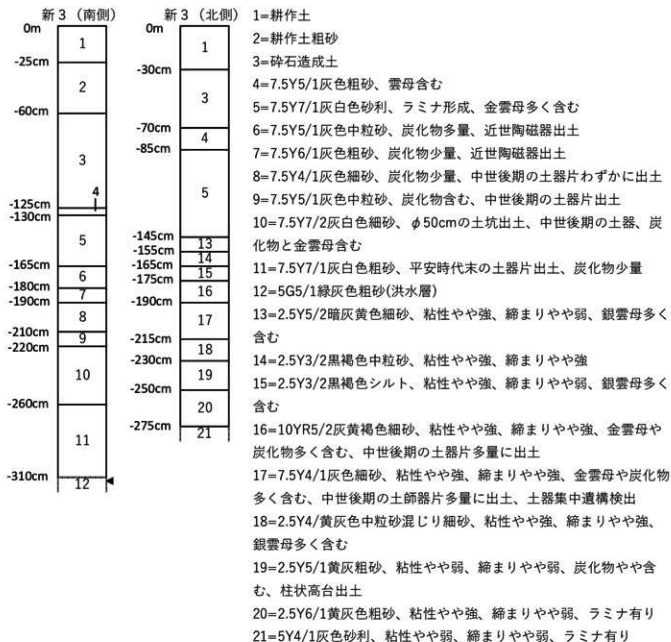 新3（南側）
0m
1
-25cm
2
-60cm
3
4
-125cm
-130cm
5
-165cm
6
-180cm
7
-190cm
8
-210cm
9
-220cm
10
-260cm
11
-310cm
12
新3（北側）
0m
1
-30cm
3
-70cm
4
-85cm
5
-145cm
13
-155cm
14
-165cm
15
-175cm
16
-190cm
17
-215cm
18
-230cm
19
-250cm
20
-275cm
21
1=耕作土
2=耕作土粗砂
3=砕石造成土
4=7.5Y5/1灰色粗砂、雲母含む
5=7.5Y7/1灰白色砂利、ラミナ形成、金雲母多く含む
6=7.5Y5/1灰色中粒砂、炭化物多量、近世陶磁器出土
7=7.5Y6/1灰色粗砂、炭化物少量、近世陶磁器出土
8=7.5Y4/1灰色細砂、炭化物少量、中世後期の土器片わずかに出土
9=7.5Y5/1灰色中粒砂、炭化物含む、中世後期の土器片出土
10=7.5Y7/2灰白色細砂、φ50cmの土坑出土、中世後期の土器、炭
化物と金雲母含む
11=7.5Y7/1灰白色粗砂、平安時代末の土器片出土、炭化物少量
12=5G5/1緑灰色粗砂(洪水層)
13=2.5Y5/2暗灰黄色細砂、粘性やや強、締まりやや弱、銀雲母多く
含む
14=2.5Y3/2黒褐色中粒砂、粘性やや強、締まりやや強
15=2.5Y3/2黒褐色シルト、粘性やや強、締まりやや弱、銀雲母多く
含む
16=10YR5/2灰黄褐色細砂、粘性やや強、締まりやや強、金雲母や
炭化物多く含む、中世後期の土器片多量に出土
17=7.5Y4/1灰色細砂、粘性やや強、締まりやや強、金雲母や炭化物
多く含む、中世後期の土師器片多量に出土、土器集中遺構検出
18=2.5Y4/黄灰色中粒砂混じり細砂、粘性やや強、締まりやや強、
銀雲母多く含む
19=2.5Y5/1黄灰粗砂、粘性やや弱、締まりやや弱、炭化物やや含
む、柱状高台出土
20=2.5Y6/1黄灰色粗砂、粘性やや強、締まりやや弱、ラミナ有り
21=5Y4/1灰色砂利、粘性やや弱、締まりやや弱、ラミナ有り